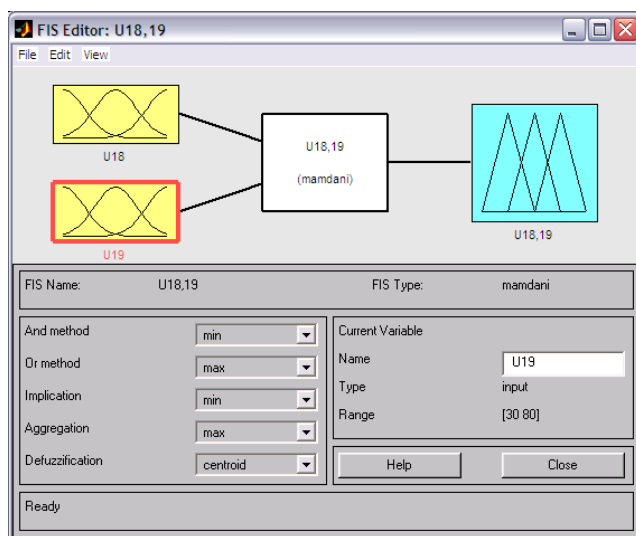 FIS Editor: U18,19
File Edit View
U18
U18,19
(mamdani)
U18,19
U19
FIS Name: U18,19 FIS Type: mamdani
And method min
Or method max
Implication min
Aggregation max
Defuzzification centroid
Current Variable
Name U19
Type input
Range [30 80]
Help Close
Ready